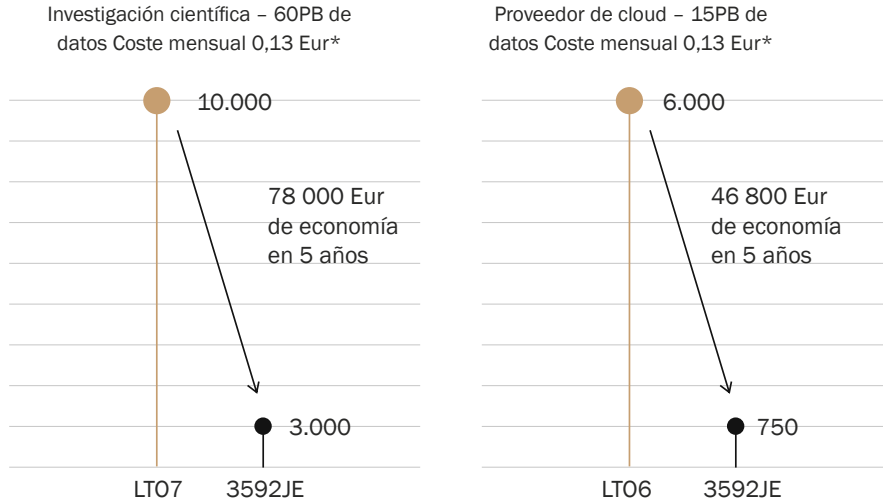 Investigación científica – 60PB de
datos Coste mensual 0,13 Eur*
10.000
78 000 Eur
de economía
en 5 años
3.000
LTO7 3592JE
Proveedor de cloud – 15PB de
datos Coste mensual 0,13 Eur*
6.000
46 800 Eur
de economía
en 5 años
750
LTO6 3592JE